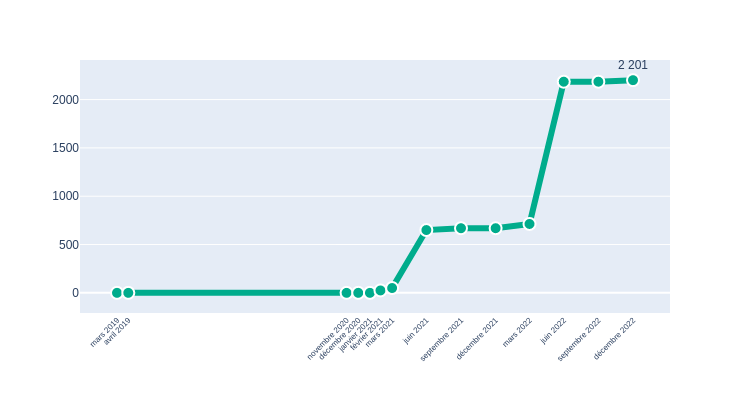 2 201
2000
1500
1000
500
0
mars 2019
avril 2019
novembre 2020
décembre 2020
janvier 2021
février 2021
mars 2021
juin 2021
septembre 2021
décembre 2021
mars 2022
juin 2022
septembre 2022
décembre 2022